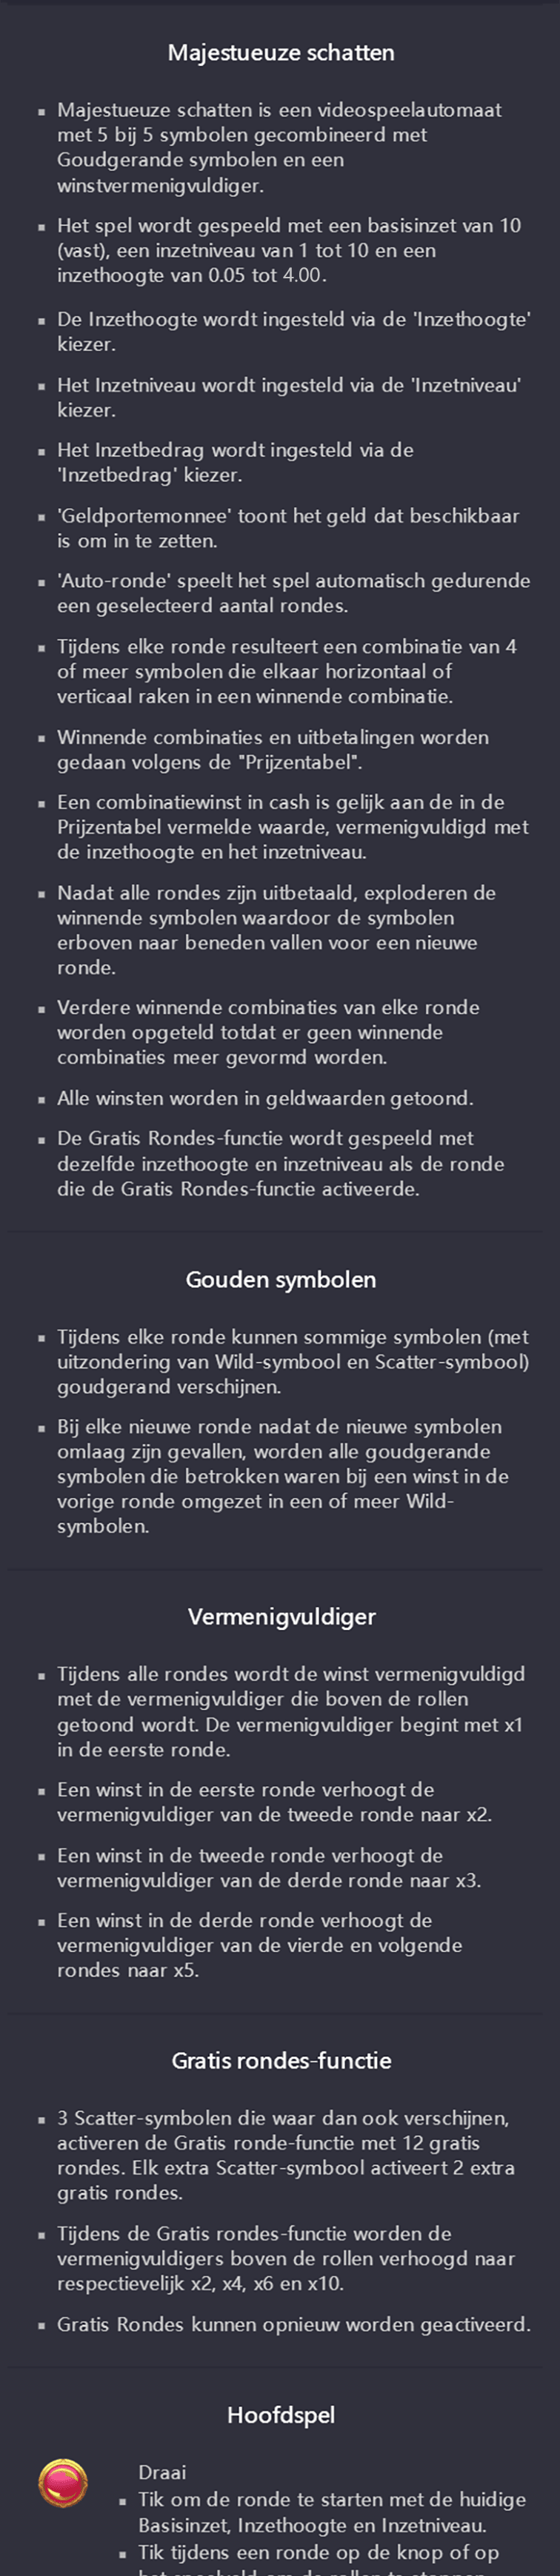 Majestueuze schatten
Majestueuze schatten is een videospeelautomaat
met 5 bij 5 symbolen gecombineerd met
Goudgerande symbolen en een
winstvermenigvuldiger.
Het spel wordt gespeeld met een basisinzet van 10
(vast), een inzetniveau van 1 tot 10 en een
inzethoogte van 0.05 tot 4.00.
De Inzethoogte wordt ingesteld via de 'Inzethoogte'
kiezer.
Het Inzetniveau wordt ingesteld via de 'Inzetniveau'
kiezer.
Het Inzetbedrag wordt ingesteld via de
'Inzetbedrag' kiezer.
'Geldportemonnee' toont het geld dat beschikbaar
is om in te zetten.
'Auto-ronde' speelt het spel automatisch gedurende
een geselecteerd aantal rondes.
Tijdens elke ronde resulteert een combinatie van 4
of meer symbolen die elkaar horizontaal of
verticaal raken in een winnende combinatie.
Winnende combinaties en uitbetalingen worden
gedaan volgens de "Prijzentabel".
Een combinatiewinst in cash is gelijk aan de in de
Prijzentabel vermelde waarde, vermenigvuldigd met
de inzethoogte en het inzetniveau.
Nadat alle rondes zijn uitbetaald, exploderen de
winnende symbolen waardoor de symbolen
erboven naar beneden vallen voor een nieuwe
ronde.
Verdere winnende combinaties van elke ronde
worden opgeteld totdat er geen winnende
combinaties meer gevormd worden.
Alle winsten worden in geldwaarden getoond.
De Gratis Rondes-functie wordt gespeeld met
dezelfde inzethoogte en inzetniveau als de ronde
die de Gratis Rondes-functie activeerde.
Gouden symbolen
Tijdens elke ronde kunnen sommige symbolen (met
uitzondering van Wild-symbool en Scatter-symbool)
goudgerand verschijnen.
Bij elke nieuwe ronde nadat de nieuwe symbolen
omlaag zijn gevallen, worden alle goudgerande
symbolen die betrokken waren bij een winst in de
vorige ronde omgezet in een of meer Wild-
symbolen.
Vermenigvuldiger
Tijdens alle rondes wordt de winst vermenigvuldigd
met de vermenigvuldiger die boven de rollen
getoond wordt. De vermenigvuldiger begint met x1
in de eerste ronde.
Een winst in de eerste ronde verhoogt de
vermenigvuldiger van de tweede ronde naar x2.
Een winst in de tweede ronde verhoogt de
vermenigvuldiger van de derde ronde naar x3.
Een winst in de derde ronde verhoogt de
vermenigvuldiger van de vierde en volgende
rondes naar x5.
Gratis rondes-functie
3 Scatter-symbolen die waar dan ook verschijnen,
activeren de Gratis ronde-functie met 12 gratis
rondes. Elk extra Scatter-symbool activeert 2 extra
gratis rondes.
Tijdens de Gratis rondes-functie worden de
vermenigvuldigers boven de rollen verhoogd naar
respectievelijk x2, x4, x6 en x10.
Gratis Rondes kunnen opnieuw worden geactiveerd.
Hoofdspel
Draai
Tik om de ronde te starten met de huidige
Basisinzet, Inzethoogte en Inzetniveau.
Tik tijdens een ronde op de knop of op